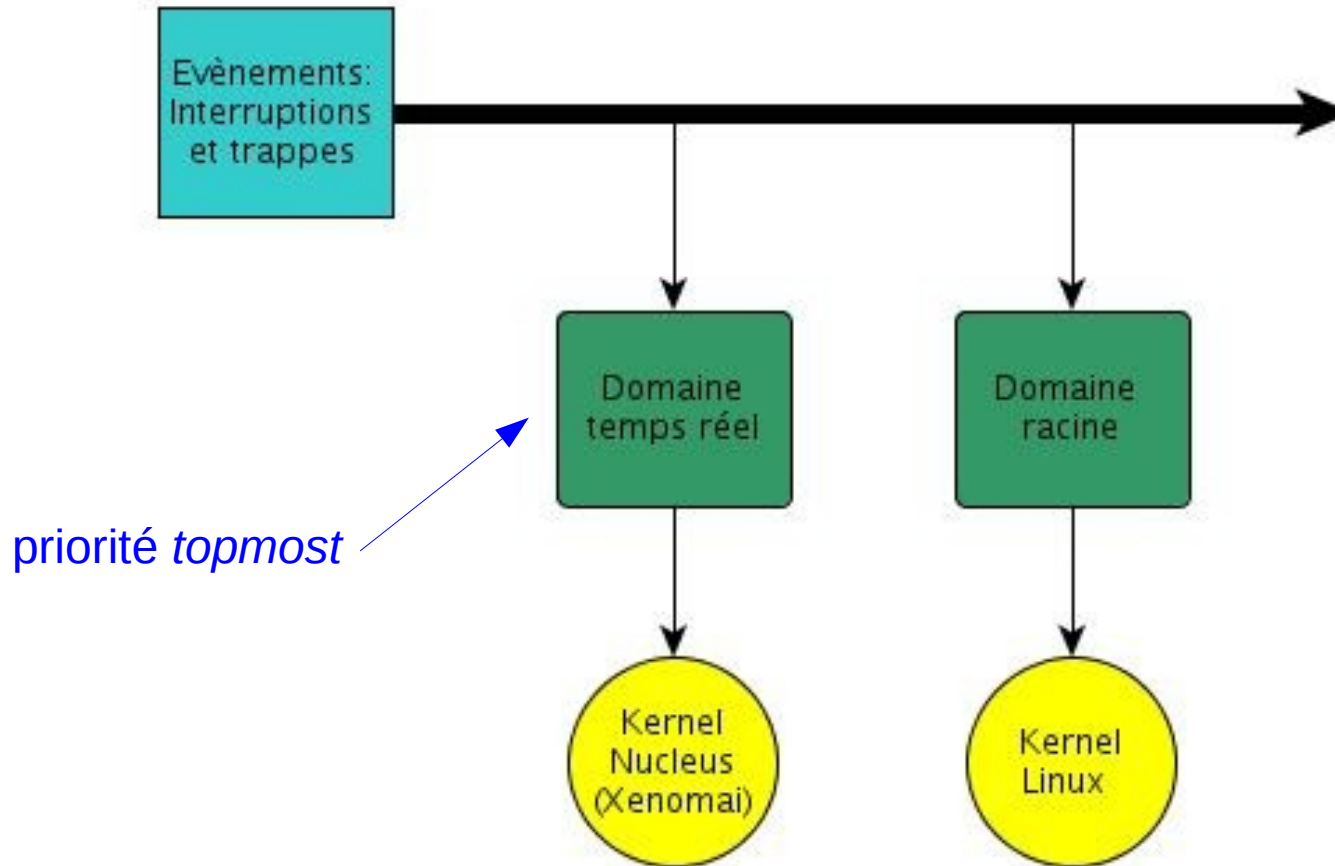 Evènements:
Interruptions
et trappes
Domaine
temps réel
Domaine
racine
priorité topmost
Kernel
Nucleus
(Xenomai)
Kernel
Linux